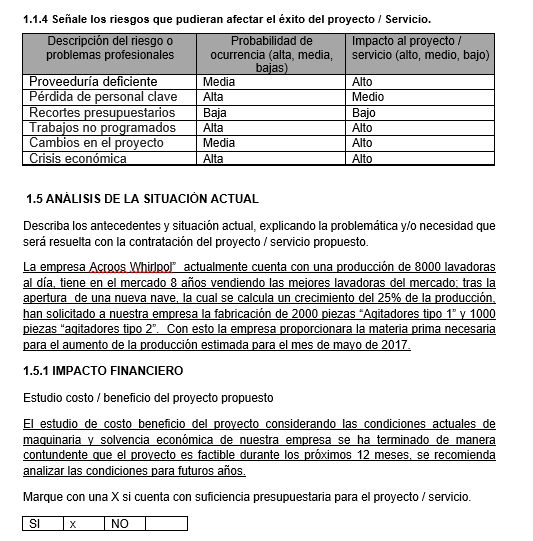 1.1.4 Señale los riesgos que pudieran afectar el éxito del proyecto / Servicio.
Descripción del riesgo o problemas profesionales | Probabilidad de ocurrencia (alta, media, bajas) | Impacto al proyecto / servicio (alto, medio, bajo)
Proveeduría deficiente | Media | Alto
Pérdida de personal clave | Alta | Medio
Recortes presupuestarios | Baja | Bajo
Trabajos no programados | Alta | Alto
Cambios en el proyecto | Media | Alto
Crisis económica | Alta | Alto
1.5 ANÁLISIS DE LA SITUACIÓN ACTUAL
Describa los antecedentes y situación actual, explicando la problemática y/o necesidad que
será resuelta con la contratación del proyecto / servicio propuesto.
La empresa Acroos Whirlpol” actualmente cuenta con una producción de 8000 lavadoras
al día, tiene en el mercado 8 años vendiendo las mejores lavadoras del mercado; tras la
apertura de una nueva nave, la cual se calcula un crecimiento del 25% de la producción,
han solicitado a nuestra empresa la fabricación de 2000 piezas “Agitadores tipo 1” y 1000
piezas “agitadores tipo 2”. Con esto la empresa proporcionara la materia prima necesaria
para el aumento de la producción estimada para el mes de mayo de 2017.
1.5.1 IMPACTO FINANCIERO
Estudio costo / beneficio del proyecto propuesto
El estudio de costo beneficio del proyecto considerando las condiciones actuales de
maquinaria y solvencia económica de nuestra empresa se ha terminado de manera
contundente que el proyecto es factible durante los próximos 12 meses, se recomienda
analizar las condiciones para futuros años.
Marque con una X si cuenta con suficiencia presupuestaria para el proyecto / servicio.
SI | x | NO